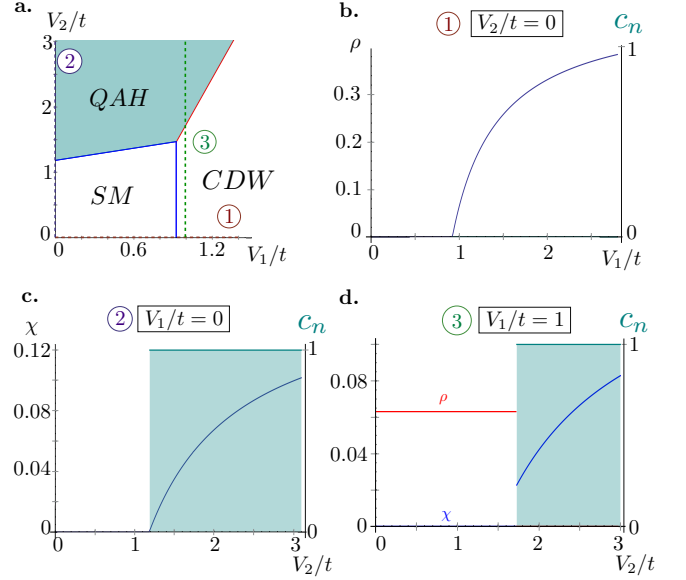 a.
V₂/t
3
2
1
0
②
QAH
SM
CDW
③
①
0
0.6
1.2
V₁/t
b.
① V₂/t = 0
cₙ
ρ
0.3
0.2
0.1
0
1
0
0
1
2
V₁/t
c.
② V₁/t = 0
cₙ
χ
0.12
0.08
0.04
0
1
0
0
1
2
3
V₂/t
d.
③ V₁/t = 1
cₙ
0.08
0.04
0
ρ
χ
1
0
0
1
2
3
V₂/t